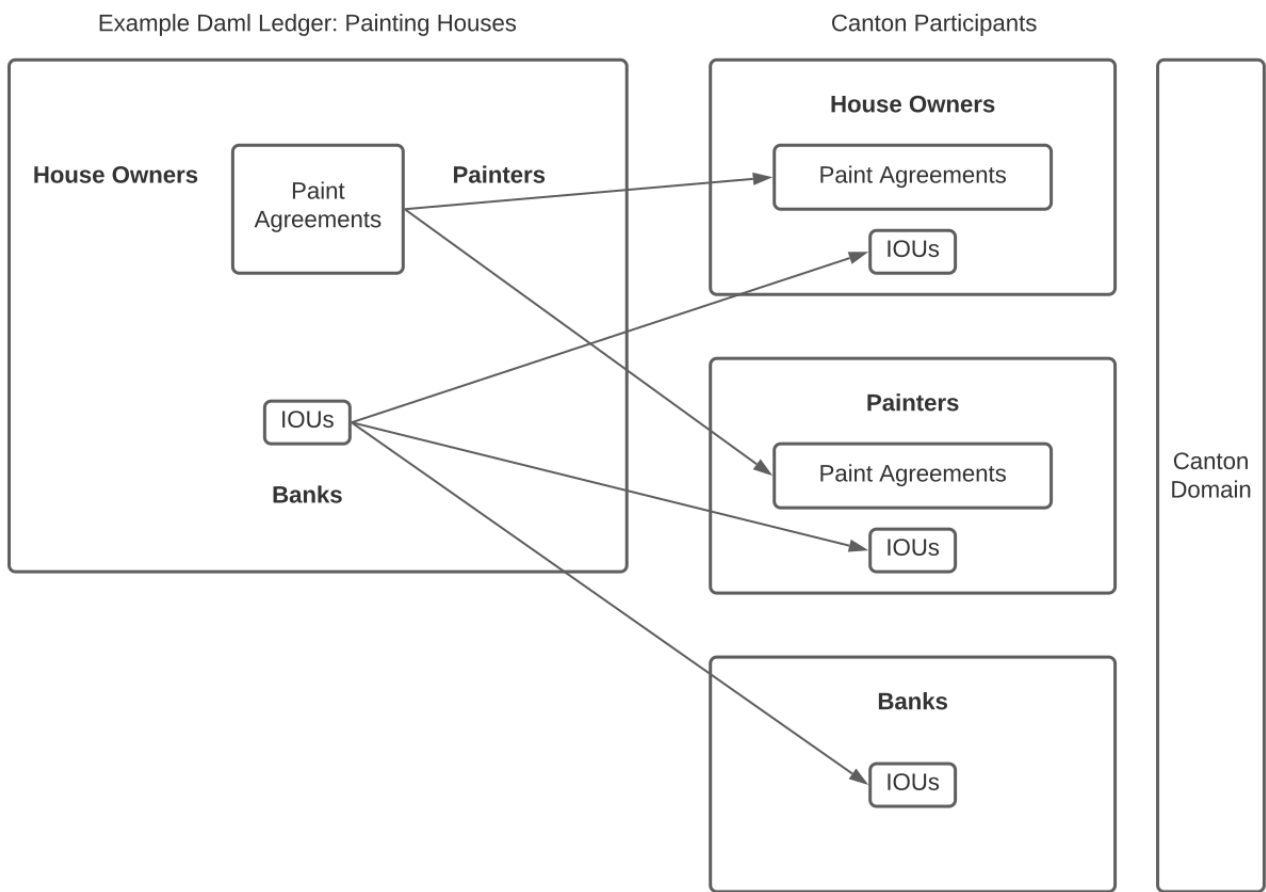 Example Daml Ledger: Painting Houses
House Owners
Paint
Agreements
Painters
IOUs
Banks
Canton Participants
House Owners
Paint Agreements
IOUs
Painters
Paint Agreements
IOUs
Banks
IOUs
Canton
Domain